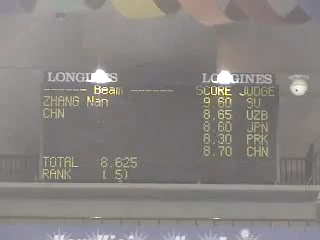 LONGINES LONGINES
------ Beam ------ SCORE JUDGE
ZHANG Nan 9.60 SU
CHN 8.65 UZB
8.60 JPN
8.30 PRK
8.70 CHN
TOTAL 8.625
RANK ( 5)